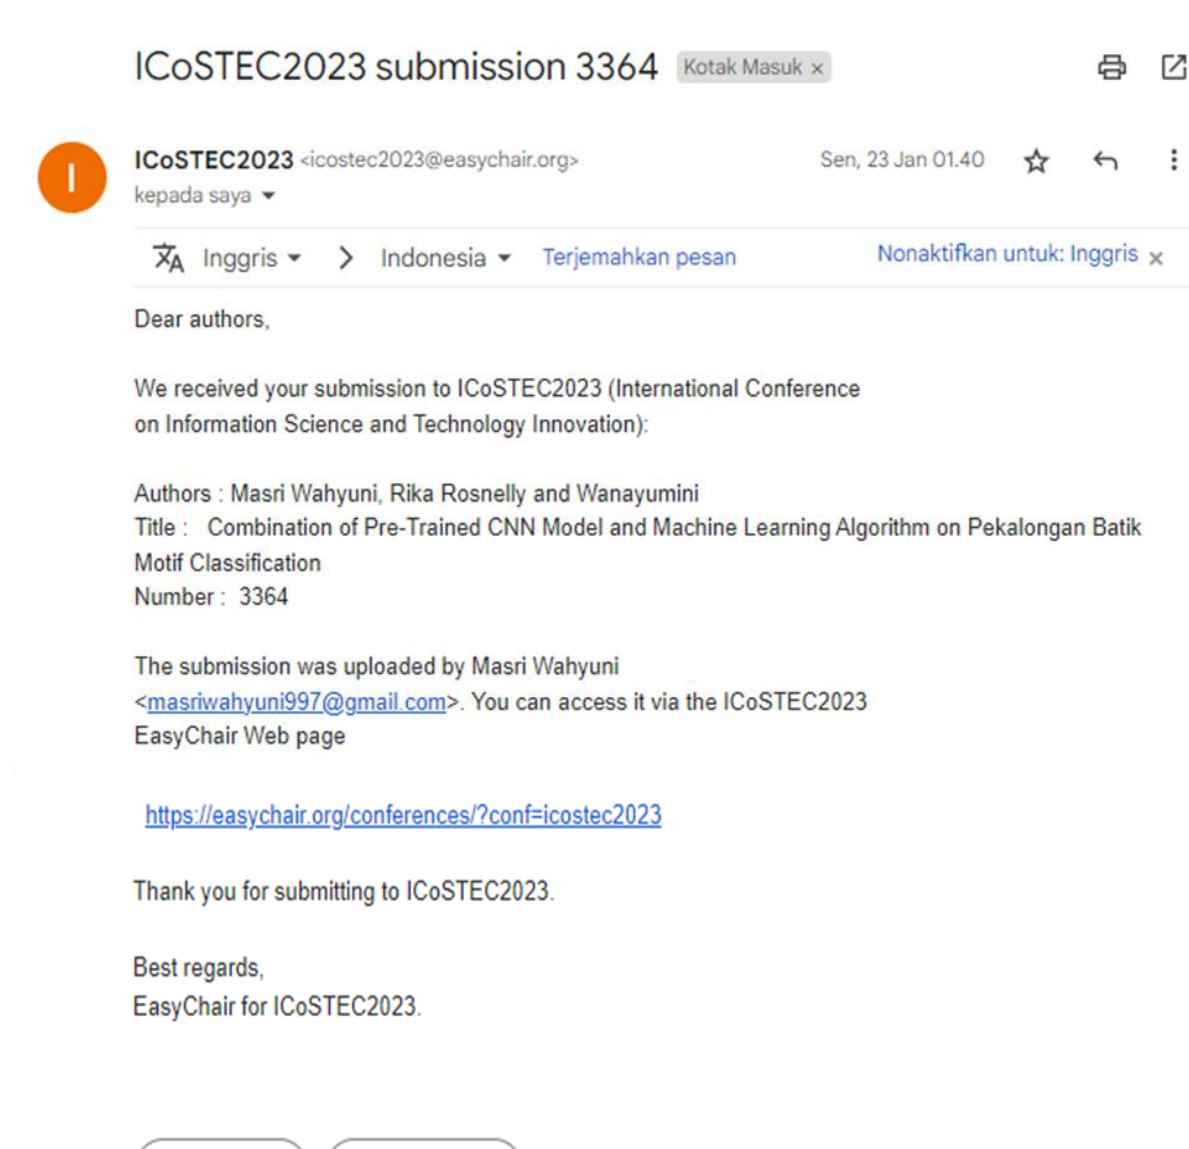 ICoSTEC2023 submission 3364 Kotak Masuk ×
I
ICoSTEC2023 <icostec2023@easychair.org> Sen, 23 Jan 01.40
kepada saya
Inggris > Indonesia Terjemahkan pesan Nonaktifkan untuk: Inggris ×
Dear authors,
We received your submission to ICoSTEC2023 (International Conference
on Information Science and Technology Innovation):
Authors : Masri Wahyuni, Rika Rosnelly and Wanayumini
Title : Combination of Pre-Trained CNN Model and Machine Learning Algorithm on Pekalongan Batik
Motif Classification
Number : 3364
The submission was uploaded by Masri Wahyuni
<masriwahyuni997@gmail.com>. You can access it via the ICoSTEC2023
EasyChair Web page
https://easychair.org/conferences/?conf=icostec2023
Thank you for submitting to ICoSTEC2023.
Best regards,
EasyChair for ICoSTEC2023.